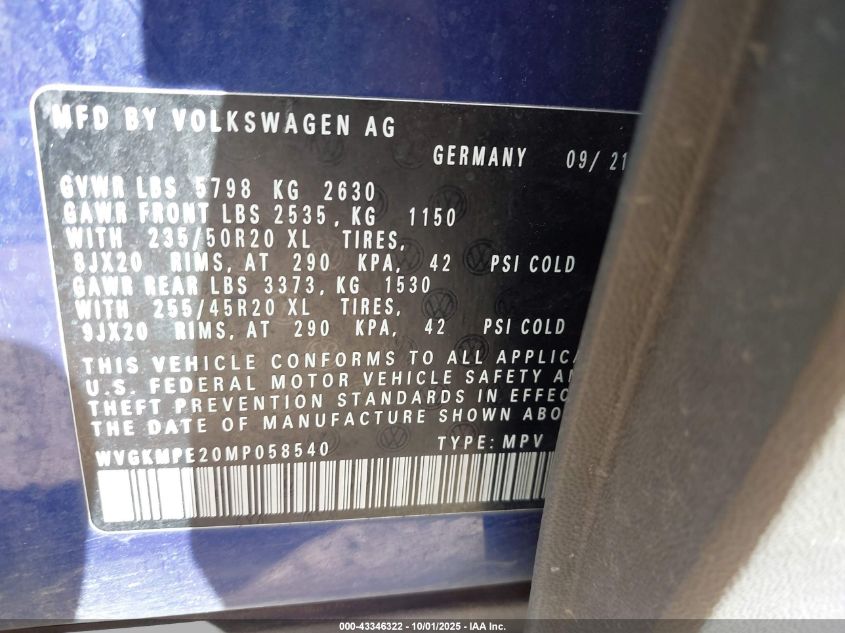 MFD BY VOLKSWAGEN AG
GERMANY 09/ 21
GVWR LBS 5798 KG 2630
GAWR FRONT LBS 2535, KG 1150
WITH 235/50R20 XL TIRES,
8JX20 RIMS, AT 290 KPA, 42 PSI COLD
GAWR REAR LBS 3373, KG 1530
WITH 255/45R20 XL TIRES,
9JX20 RIMS, AT 290 KPA, 42 PSI COLD
THIS VEHICLE CONFORMS TO ALL APPLICA
U.S. FEDERAL MOTOR VEHICLE SAFETY A
THEFT PREVENTION STANDARDS IN EFFEC
THE DATE OF MANUFACTURE SHOWN ABO
WVGKMPE20MP058540 TYPE: MPV
000-43346322 - 10/01/2025 - IAA Inc.